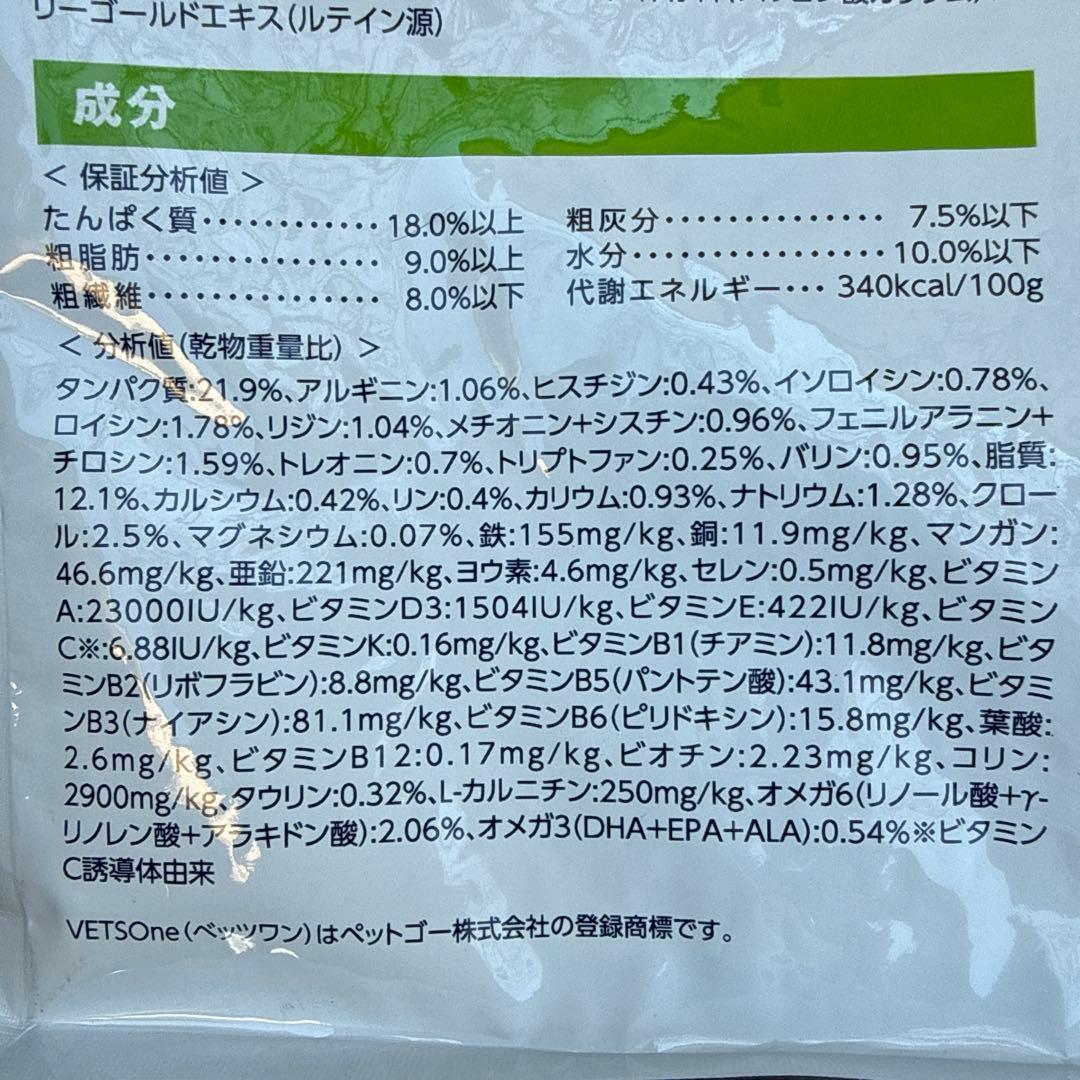 リーゴールドエキス(ルテイン源)
成分
< 保証分析値 >
たんぱく質・・・・・・・・・・・・18.0%以上 粗灰分・・・・・・・・・・・・・・ 7.5%以下
粗脂肪・・・・・・・・・・・・・・・ 9.0%以上 水分・・・・・・・・・・・・・・・・10.0%以下
粗繊維・・・・・・・・・・・・・・・ 8.0%以下 代謝エネルギー・・・ 340kcal/100g
< 分析値(乾物重量比) >
タンパク質:21.9%、アルギニン:1.06%、ヒスチジン:0.43%、イソロイシン:0.78%、
ロイシン:1.78%、リジン:1.04%、メチオニン+シスチン:0.96%、フェニルアラニン+
チロシン:1.59%、トレオニン:0.7%、トリプトファン:0.25%、バリン:0.95%、脂質:
12.1%、カルシウム:0.42%、リン:0.4%、カリウム:0.93%、ナトリウム:1.28%、クロー
ル:2.5%、マグネシウム:0.07%、鉄:155mg/kg、銅:11.9mg/kg、マンガン:
46.6mg/kg、亜鉛:221mg/kg、ヨウ素:4.6mg/kg、セレン:0.5mg/kg、ビタミン
A:23000IU/kg、ビタミンD3:1504IU/kg、ビタミンE:422IU/kg、ビタミン
C※:6.88IU/kg、ビタミンK:0.16mg/kg、ビタミンB1(チアミン):11.8mg/kg、ビタ
ミンB2(リボフラビン):8.8mg/kg、ビタミンB5(パントテン酸):43.1mg/kg、ビタミ
ンB3(ナイアシン):81.1mg/kg、ビタミンB6(ピリドキシン):15.8mg/kg、葉酸:
2.6mg/kg、ビタミンB12:0.17mg/kg、ビオチン:2.23mg/kg、コリン:
2900mg/kg、タウリン:0.32%、L-カルニチン:250mg/kg、オメガ6(リノール酸+γ-
リノレン酸+アラキドン酸):2.06%、オメガ3(DHA+EPA+ALA):0.54%※ビタミン
C誘導体由来
VETSOne(ベッツワン)はペットゴー株式会社の登録商標です。